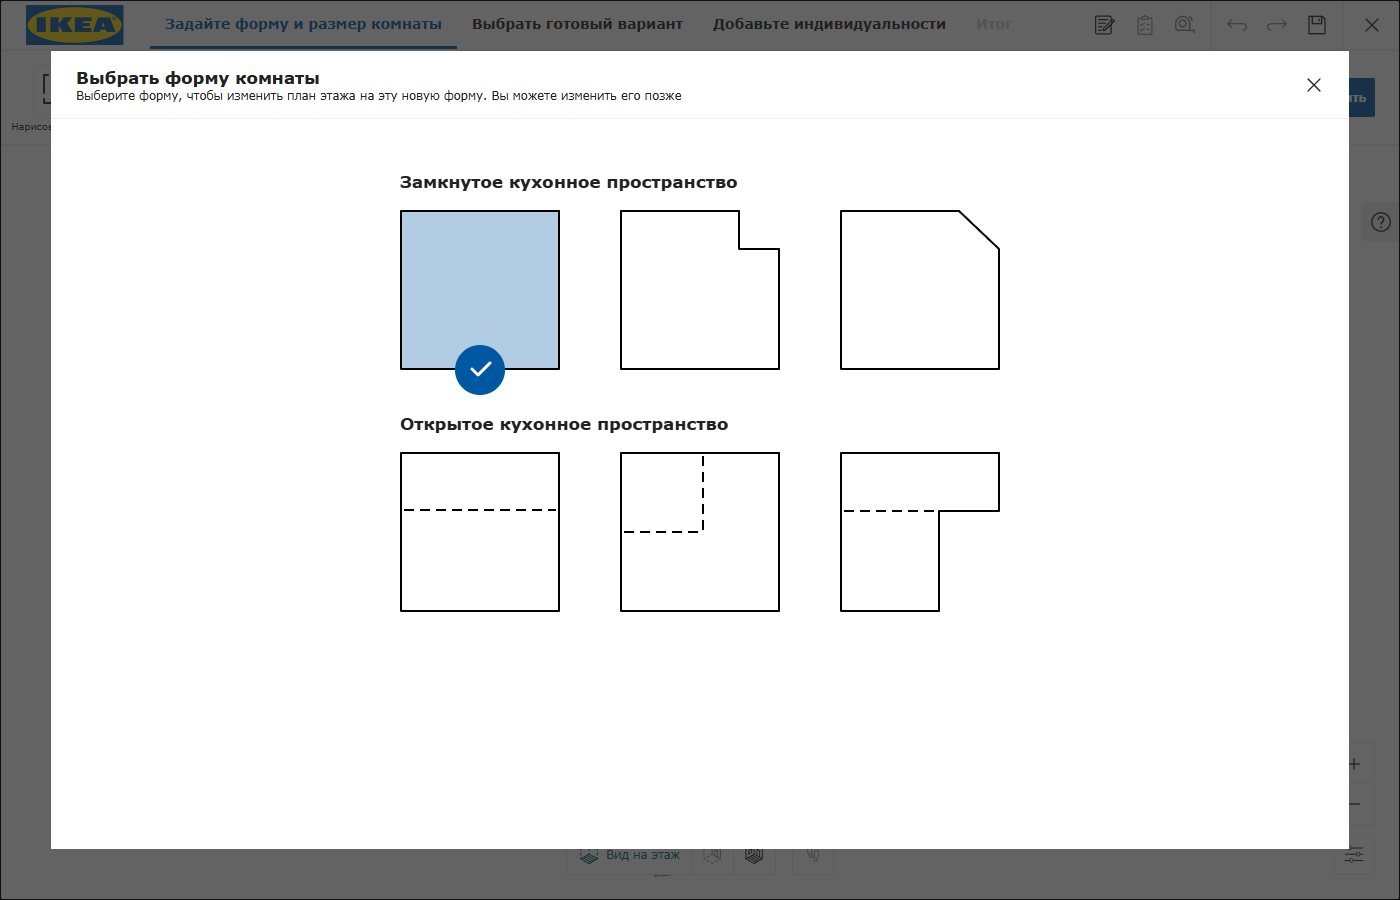 IKEA
Задайте форму и размер комнаты
Выбрать готовый вариант
Добавьте индивидуальности
Итог
Выбрать форму комнаты
Выберите форму, чтобы изменить план этажа на эту новую форму. Вы можете изменить его позже
ть
Нарисов
Замкнутое кухонное пространство
Открытое кухонное пространство
Вид на этаж